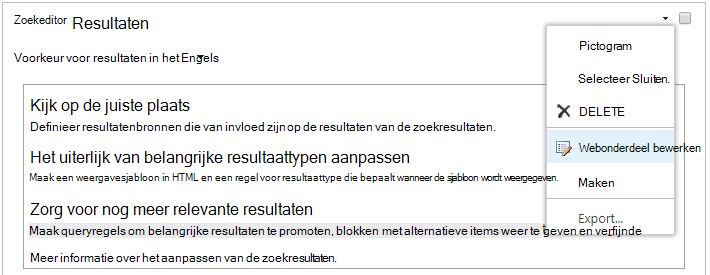 Zoekeditor Resultaten
Voorkeur voor resultaten in het Engels
Kijk op de juiste plaats
Definieer resultatenbronnen die van invloed zijn op de resultaten van de zoekresultaten.
Het uiterlijk van belangrijke resultaattypen aanpassen
Maak een weergavesjabloon in HTML en een regel voor resultaattype die bepaalt wanneer de sjabloon wordt weergegeven.
Zorg voor nog meer relevante resultaten
Maak queryregels om belangrijke resultaten te promoten, blokken met alternatieve items weer te geven en verfijnde
Meer informatie over het aanpassen van de zoekresultaten.
Pictogram
Selecteer Sluiten.
DELETE
Webonderdeel bewerken
Maken
Export...